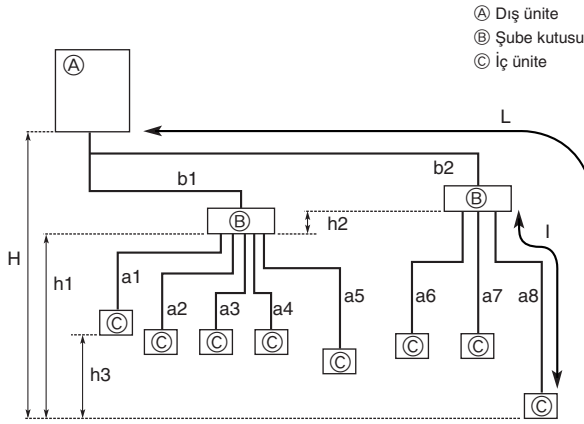 Ⓐ Dış ünite
Ⓑ Şube kutusu
Ⓒ İç ünite
Ⓐ
L
b2
b1
Ⓑ
Ⓑ
h2
l
H
h1
a1
a2
a3
a4
a5
a6
a7
a8
Ⓒ
Ⓒ
Ⓒ
Ⓒ
Ⓒ
Ⓒ
Ⓒ
h3
Ⓒ